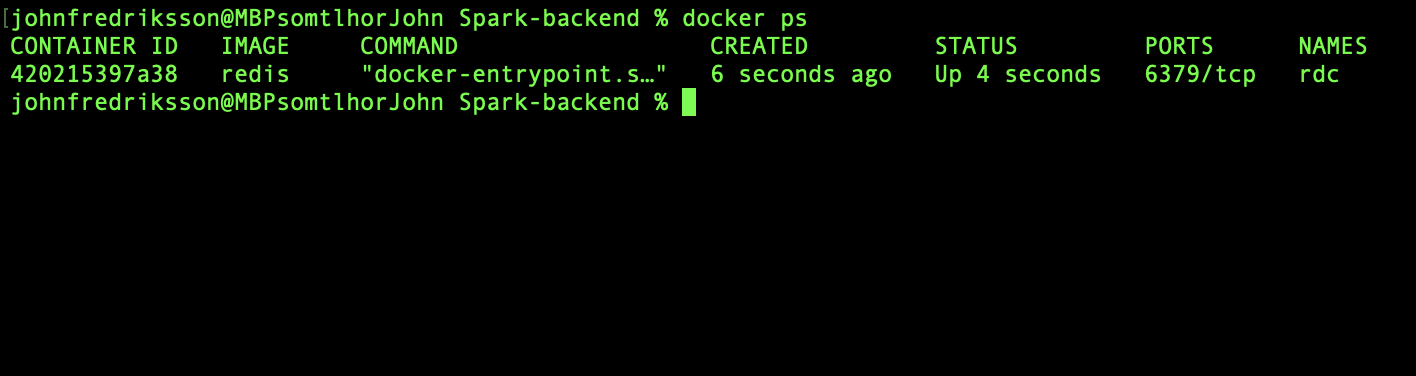 [johnfredriksson@MBPsomtlhorJohn Spark-backend % docker ps
CONTAINER ID   IMAGE     COMMAND                  CREATED         STATUS         PORTS      NAMES
420215397a38   redis     "docker-entrypoint.s…"   6 seconds ago   Up 4 seconds   6379/tcp   rdc
johnfredriksson@MBPsomtlhorJohn Spark-backend %